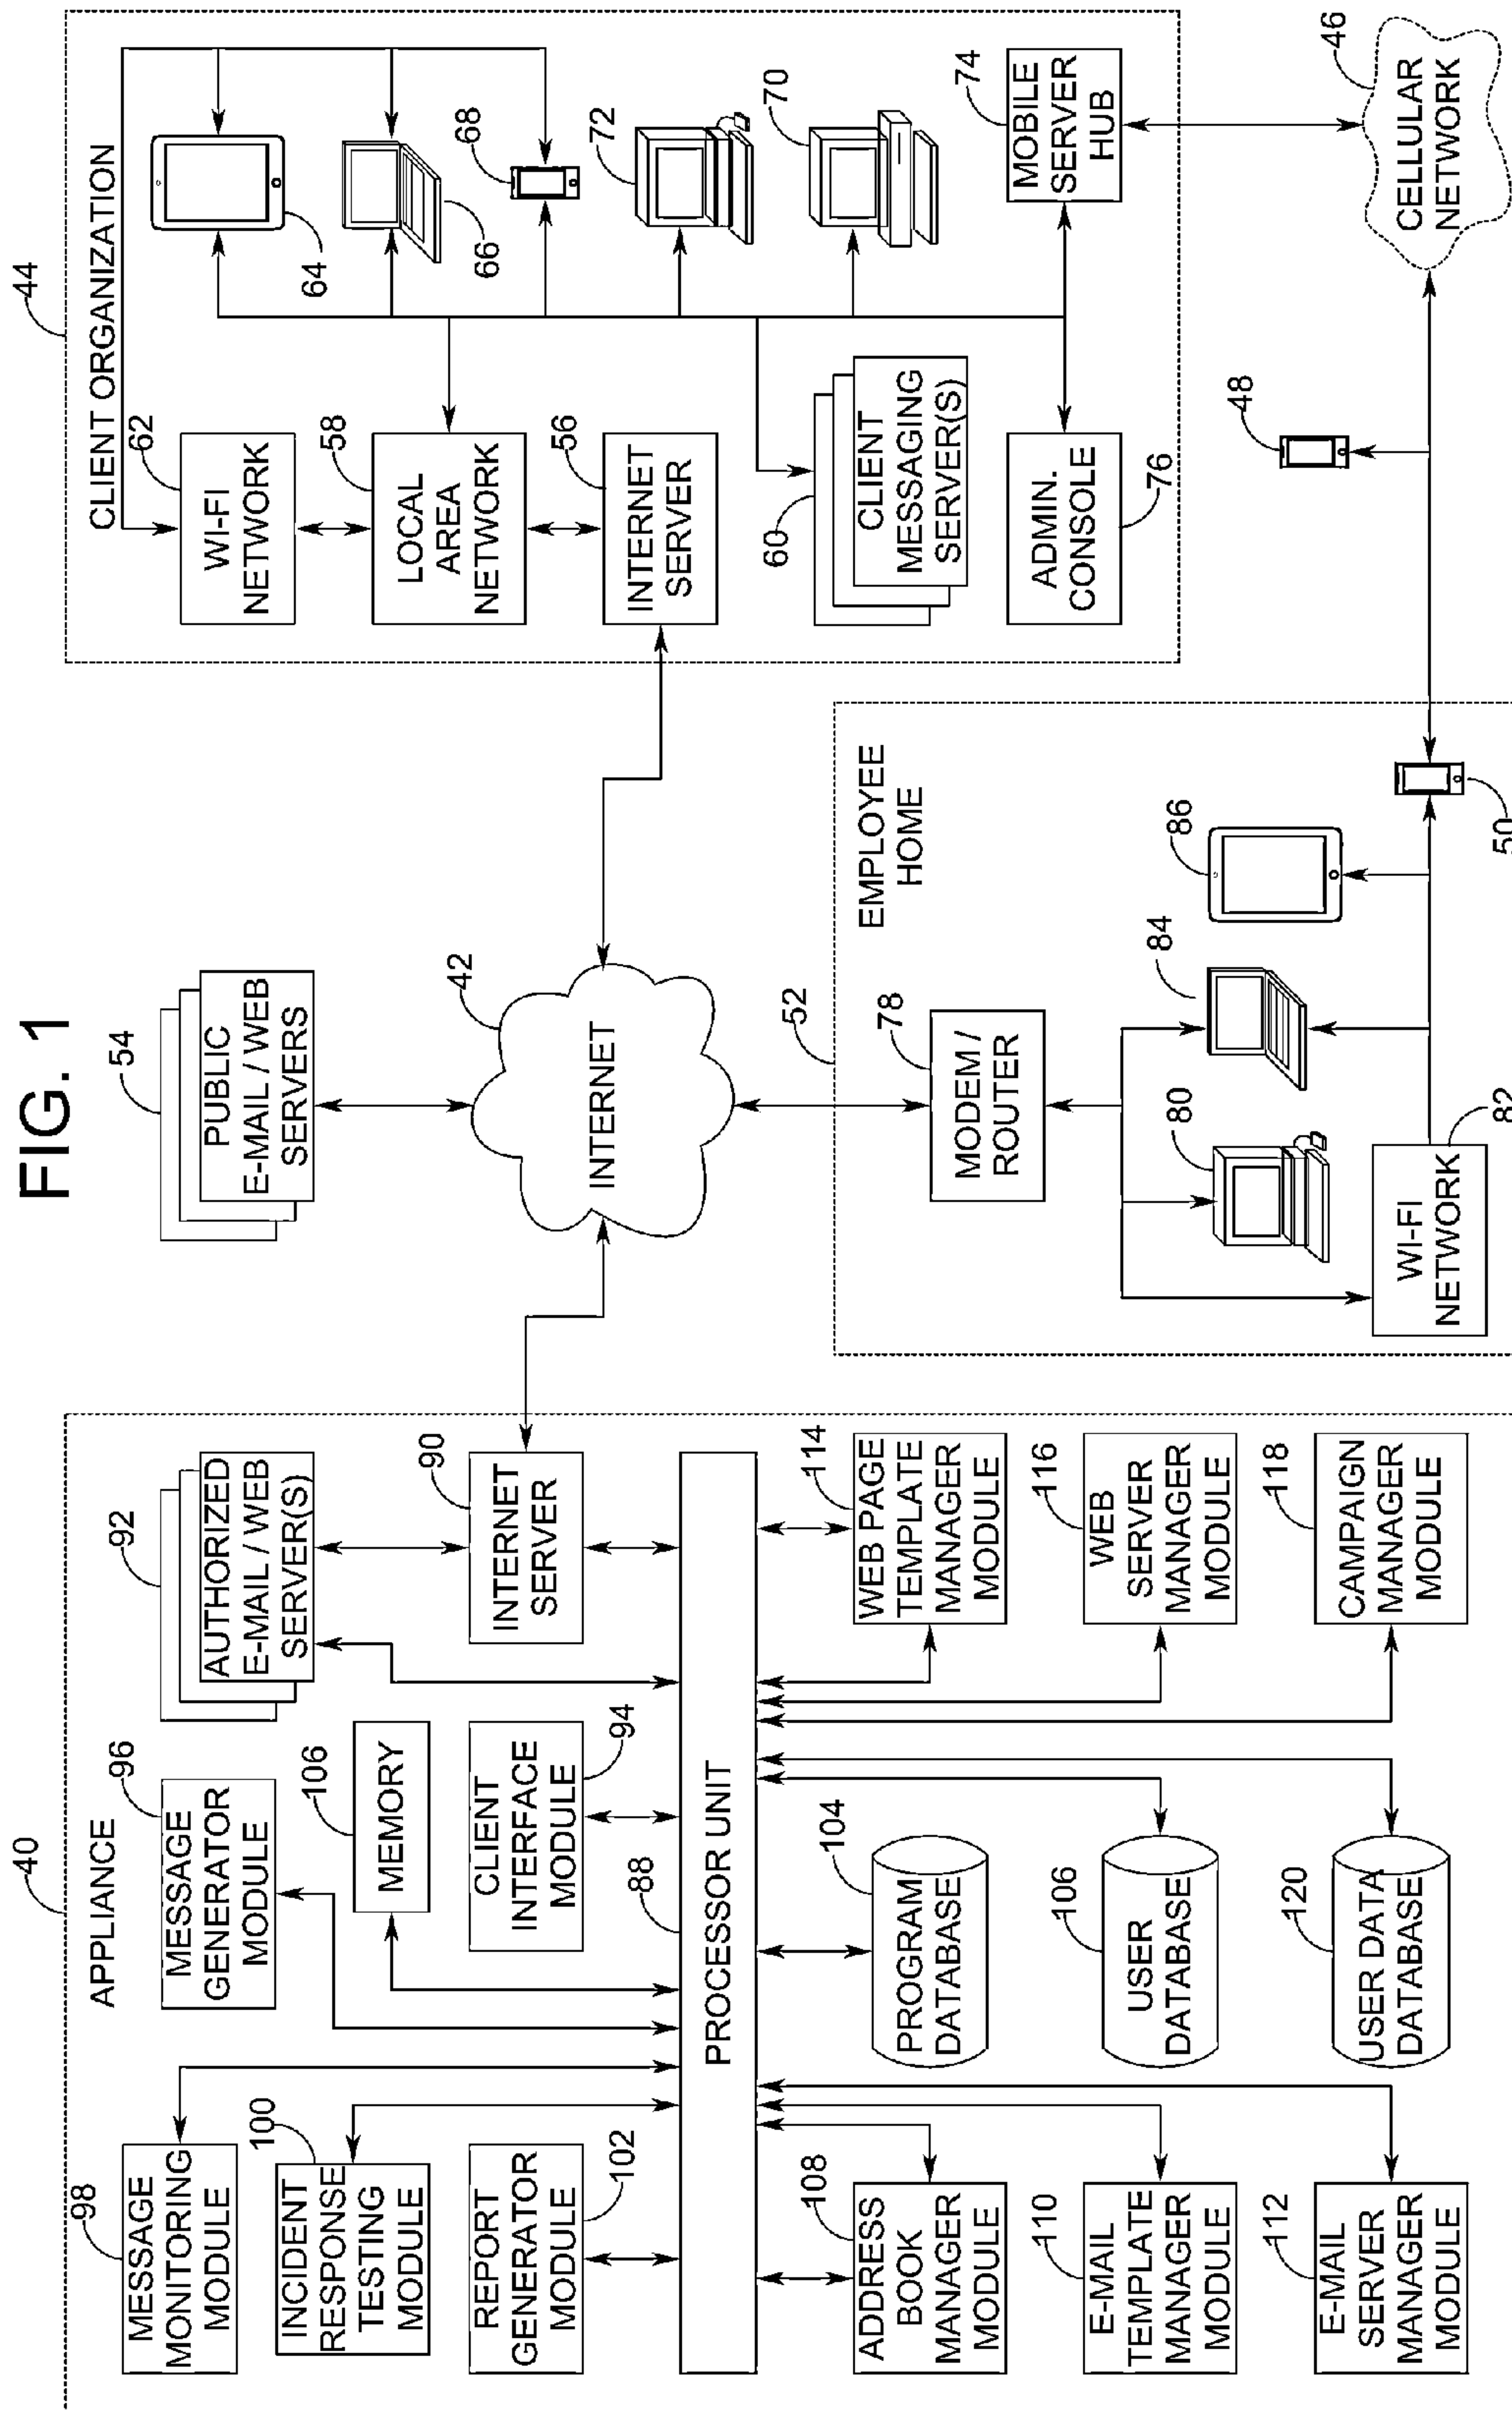 FIG. 1
40
APPLIANCE
98
MESSAGE
MONITORING
MODULE
96
MESSAGE
GENERATOR
MODULE
92
AUTHORIZED
E-MAIL / WEB
SERVER(S)
100
INCIDENT
RESPONSE
TESTING
MODULE
106
MEMORY
102
REPORT
GENERATOR
MODULE
94
CLIENT
INTERFACE
MODULE
90
INTERNET
SERVER
88
PROCESSOR UNIT
108
ADDRESS
BOOK
MANAGER
MODULE
104
PROGRAM
DATABASE
114
WEB PAGE
TEMPLATE
MANAGER
MODULE
110
E-MAIL
TEMPLATE
MANAGER
MODULE
106
USER
DATABASE
116
WEB
SERVER
MANAGER
MODULE
112
E-MAIL
SERVER
MANAGER
MODULE
120
USER DATA
DATABASE
118
CAMPAIGN
MANAGER
MODULE
54
PUBLIC
E-MAIL / WEB
SERVERS
42
INTERNET
52
EMPLOYEE
HOME
78
MODEM /
ROUTER
80
84
86
WI-FI
NETWORK
82
50
44
CLIENT ORGANIZATION
62
WI-FI
NETWORK
58
LOCAL
AREA
NETWORK
56
INTERNET
SERVER
60
CLIENT
MESSAGING
SERVER(S)
ADMIN.
CONSOLE
76
64
66
68
72
70
74
MOBILE
SERVER
HUB
48
46
CELLULAR
NETWORK